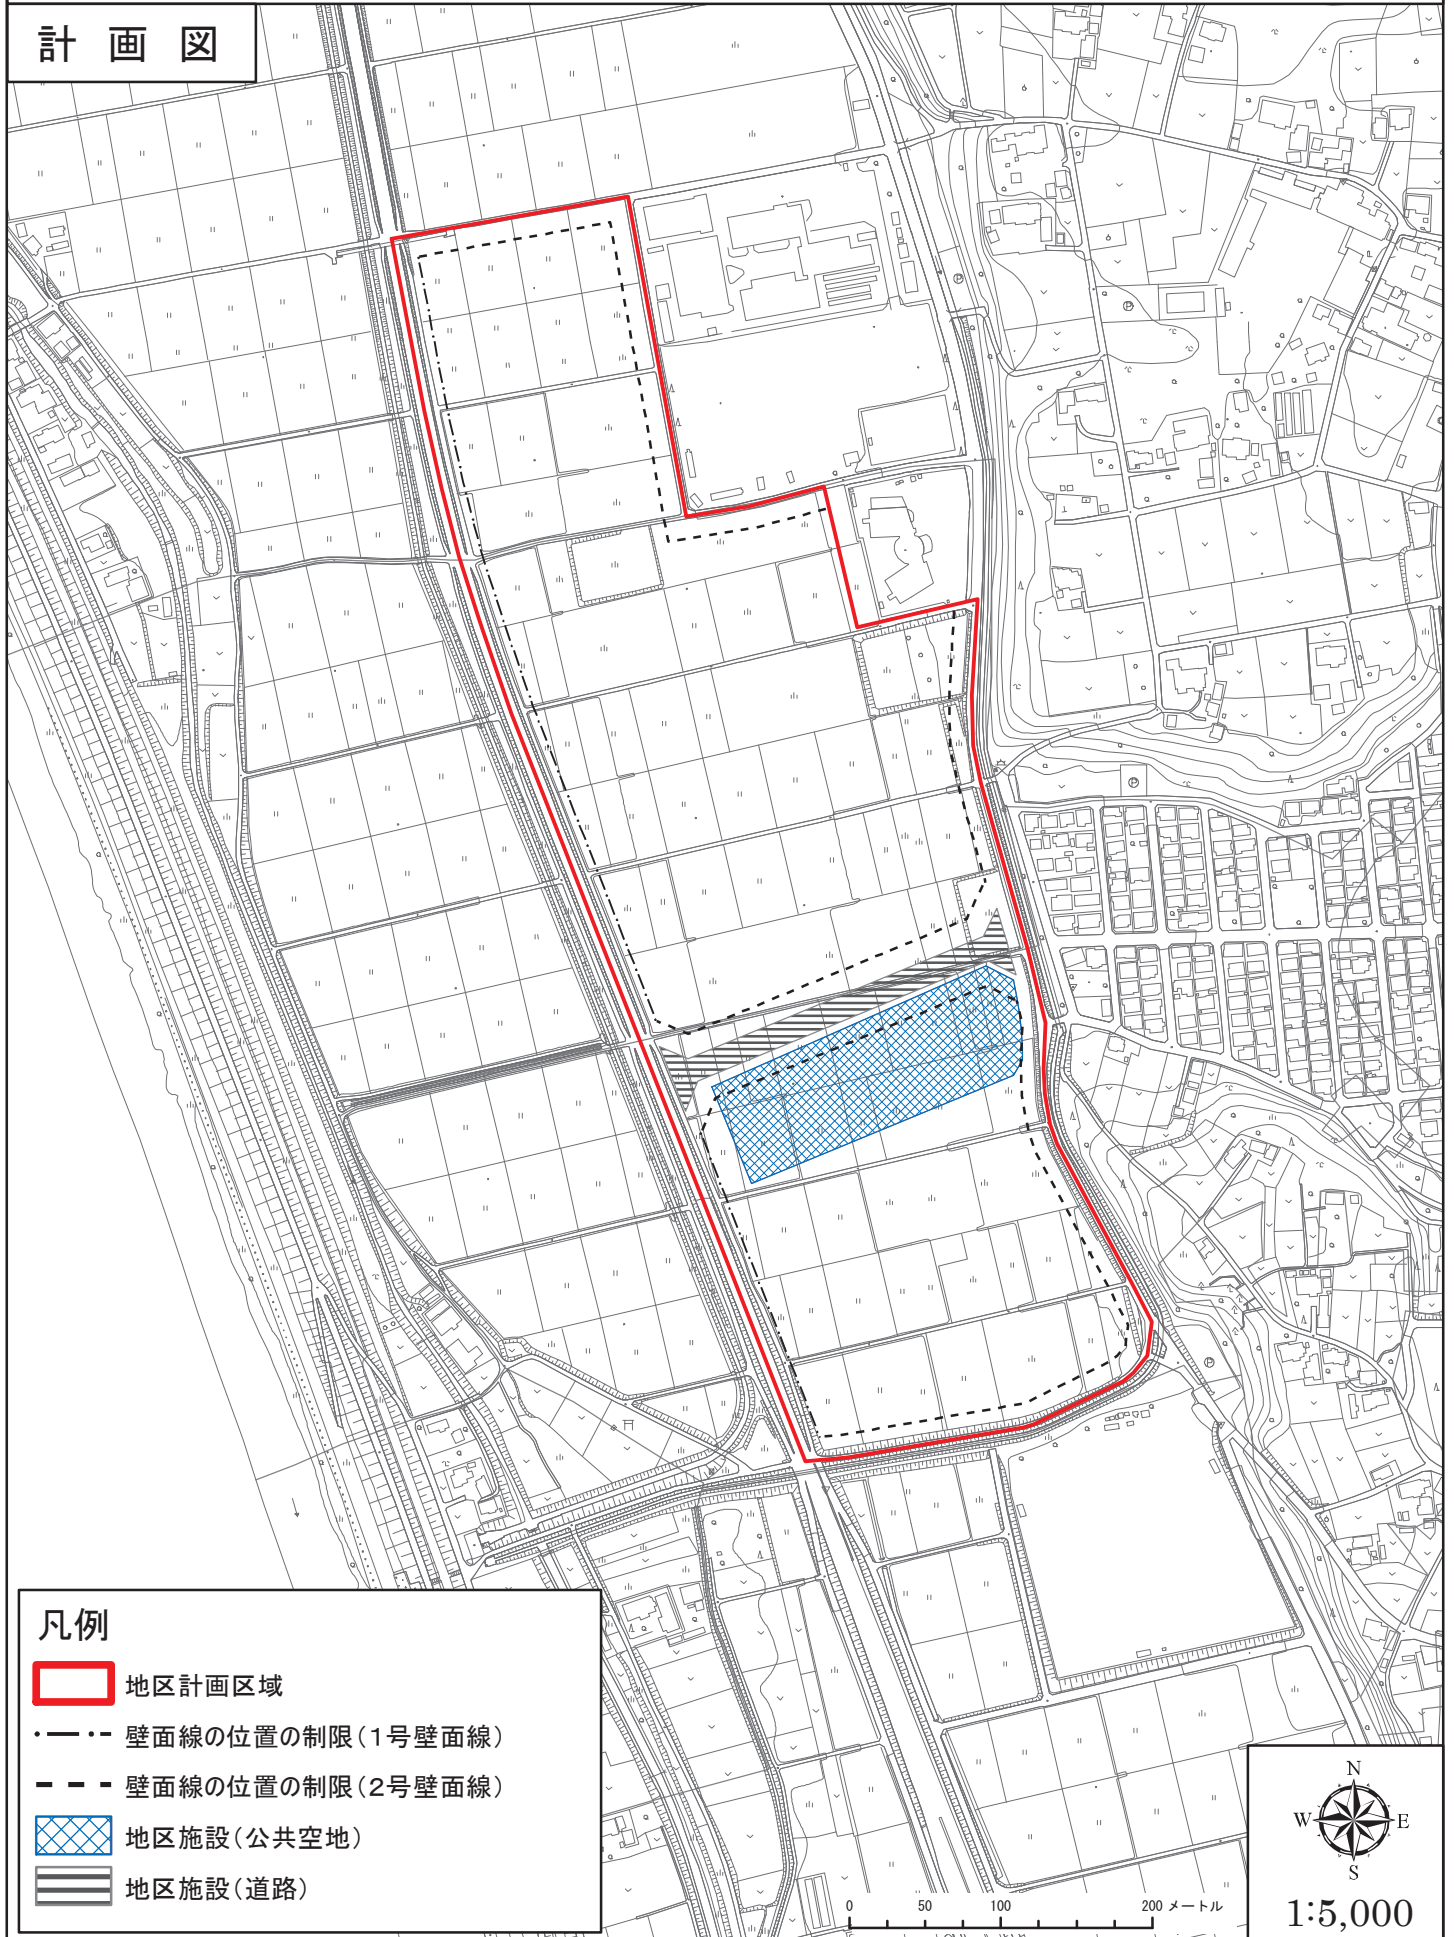 計画図
凡例
地区計画区域
壁面線の位置の制限(1号壁面線)
壁面線の位置の制限(2号壁面線)
地区施設(公共空地)
地区施設(道路)
0 50 100 200 メートル
N
W E
S
1:5,000